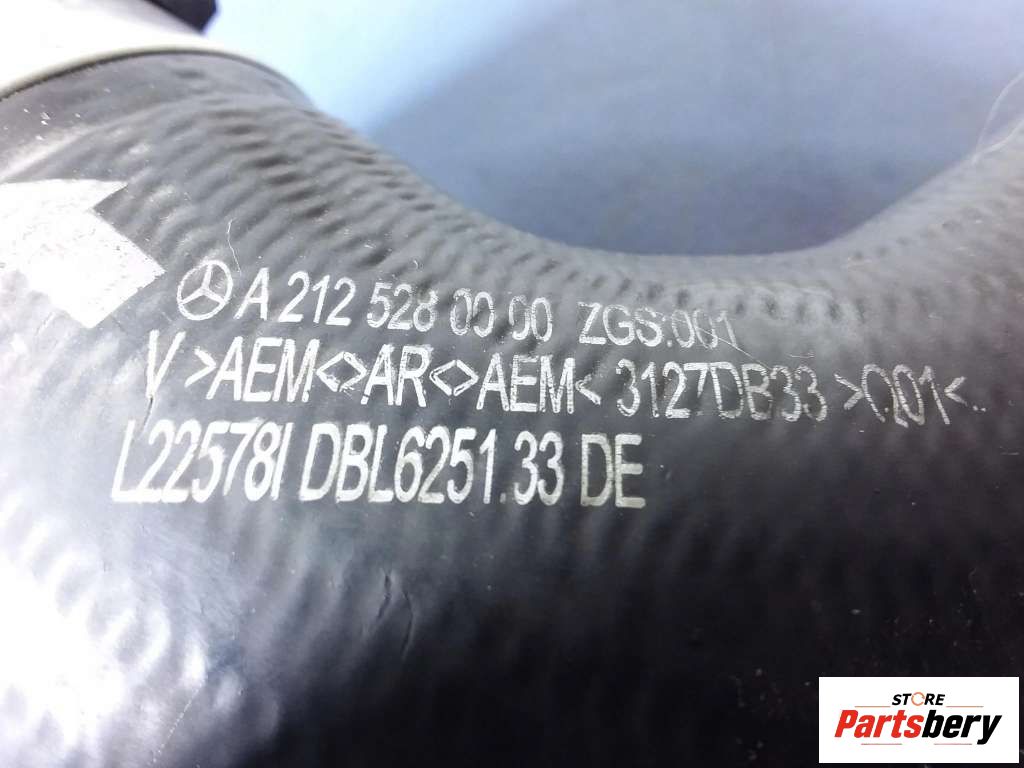 A 212 528 00 00 ZGS:001
V >AEM<>AR<>AEM< 3127DB33 >001<..
L22578I DBL6251.33 DE
STORE
Partsbery